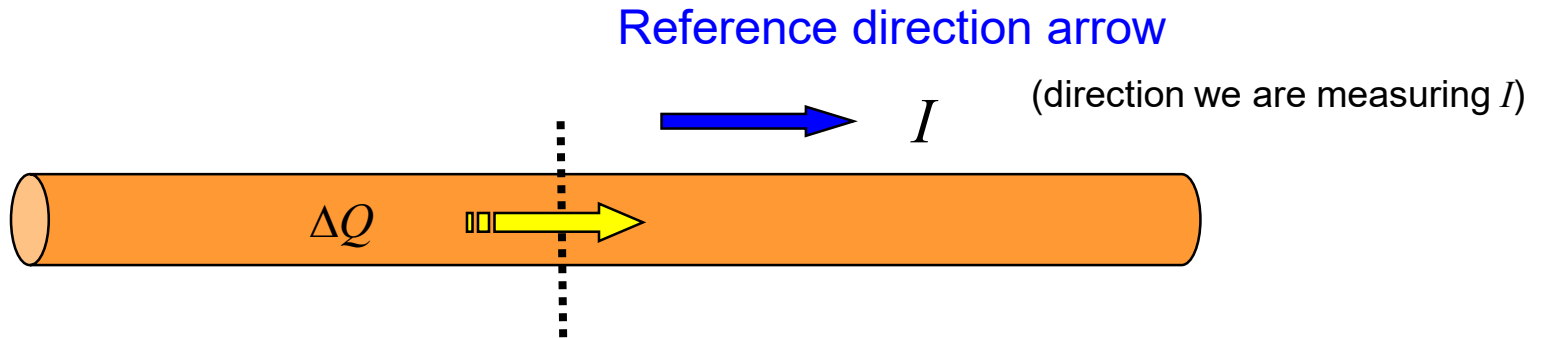 Reference direction arrow
I
(direction we are measuring I)
ΔQ